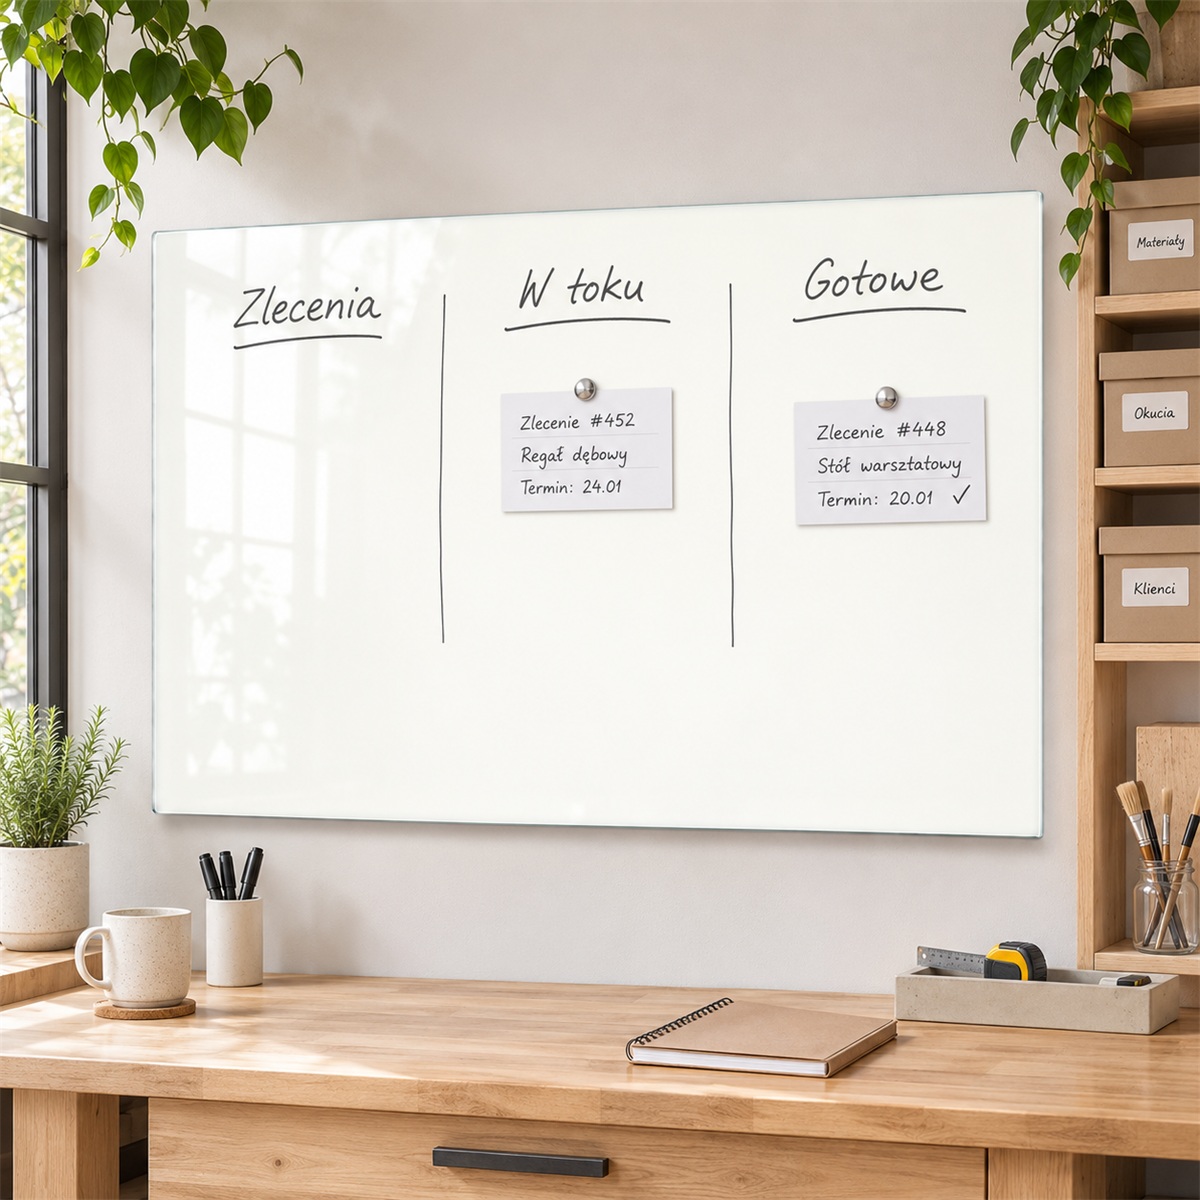 Zlecenia
W toku
Gotowe
Zlecenie #452
Regał dębowy
Termin: 24.01
Zlecenie #448
Stół warsztatowy
Termin: 20.01 ✓
Materiały
Okucia
Klienci